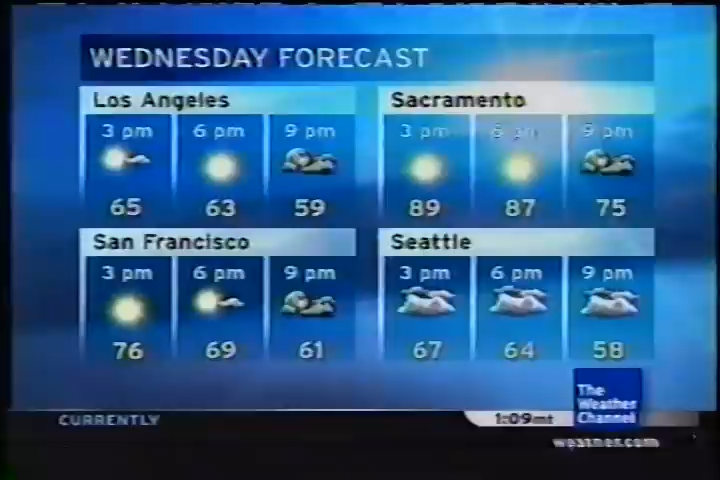 WEDNESDAY FORECAST
Los Angeles
3 pm 6 pm 9 pm
65 63 59
Sacramento
3 pm 6 pm 9 pm
89 87 75
San Francisco
3 pm 6 pm 9 pm
76 69 61
Seattle
3 pm 6 pm 9 pm
67 64 58
The
Weather
Channel
CURRENTLY
1:09mt
weather.com